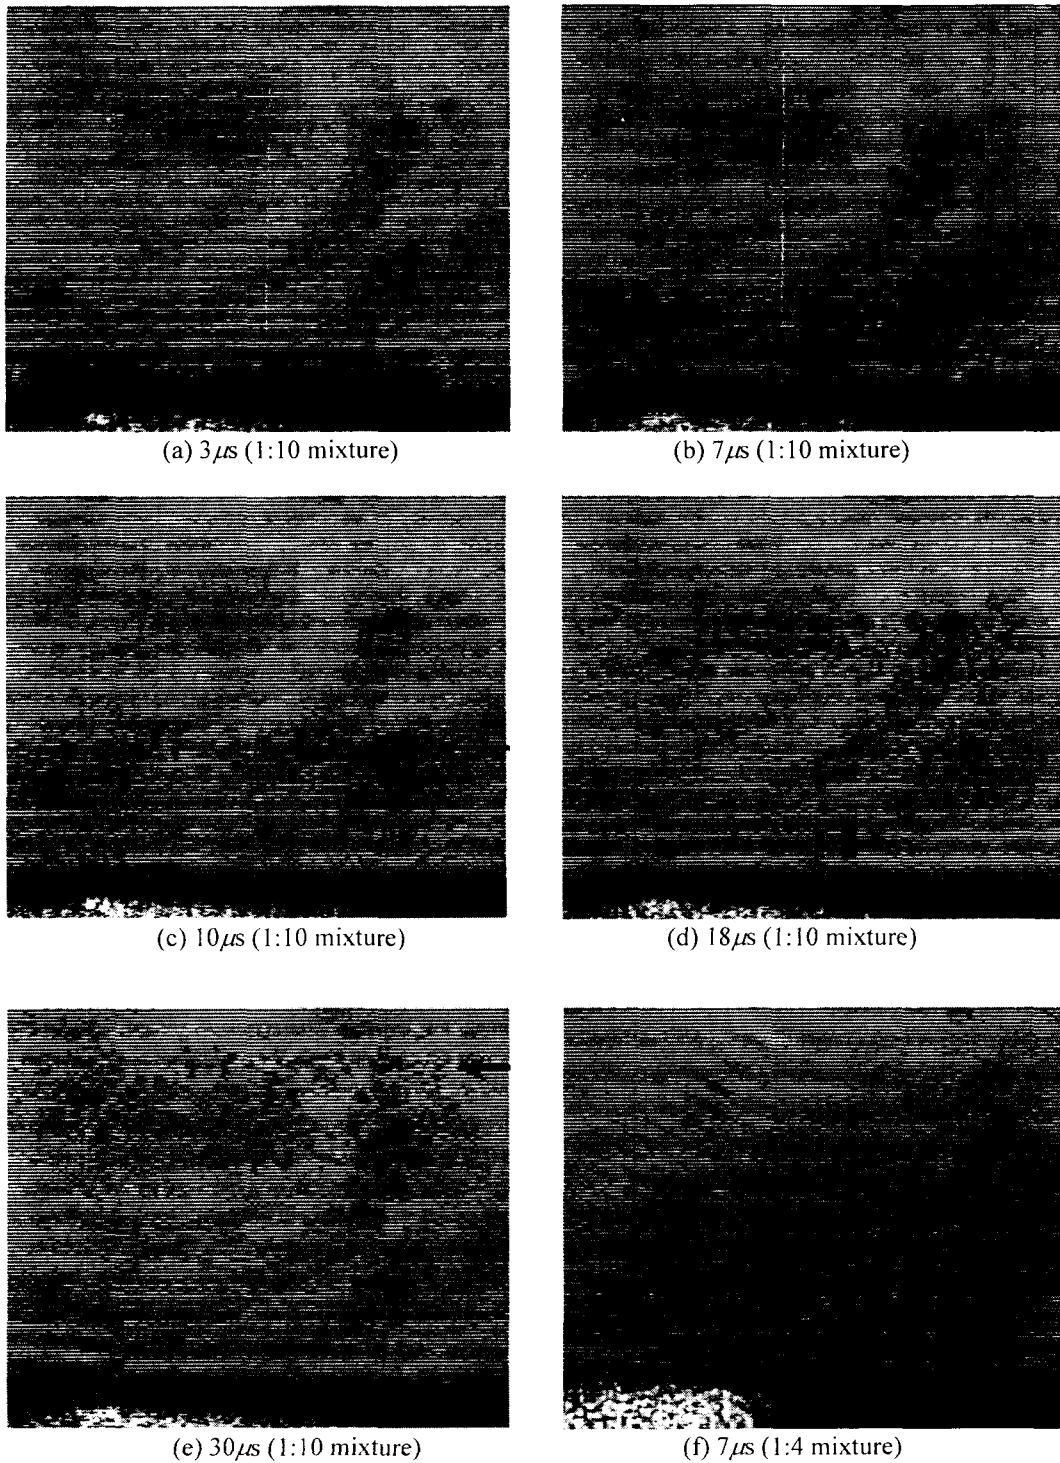 (a) 3μs (1:10 mixture)
(b) 7μs (1:10 mixture)
(c) 10μs (1:10 mixture)
(d) 18μs (1:10 mixture)
(e) 30μs (1:10 mixture)
(f) 7μs (1:4 mixture)